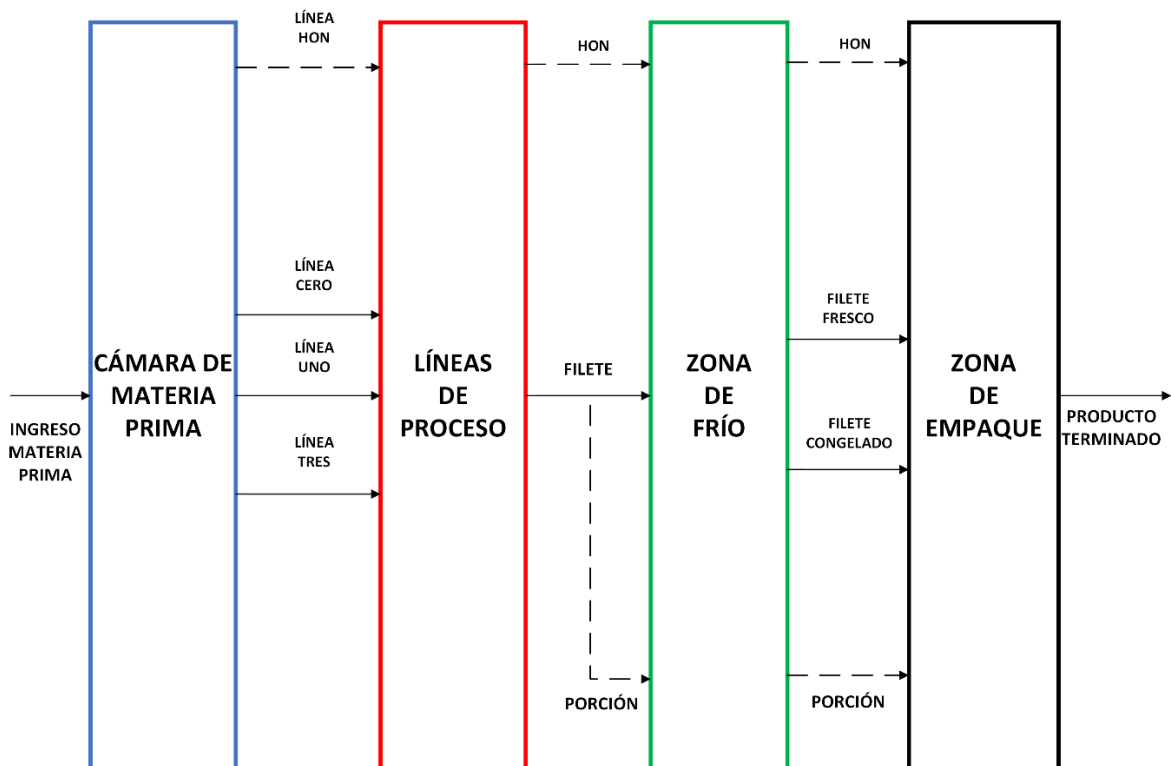 LÍNEA
HON
HON
HON
LÍNEA
CERO
LÍNEA
UNO
LÍNEA
TRES
INGRESO
MATERIA
PRIMA
CÁMARA DE
MATERIA
PRIMA
LÍNEAS
DE
PROCESO
FILETE
PORCIÓN
ZONA
DE
FRÍO
FILETE
FRESCO
FILETE
CONGELADO
PORCIÓN
ZONA
DE
EMPAQUE
PRODUCTO
TERMINADO